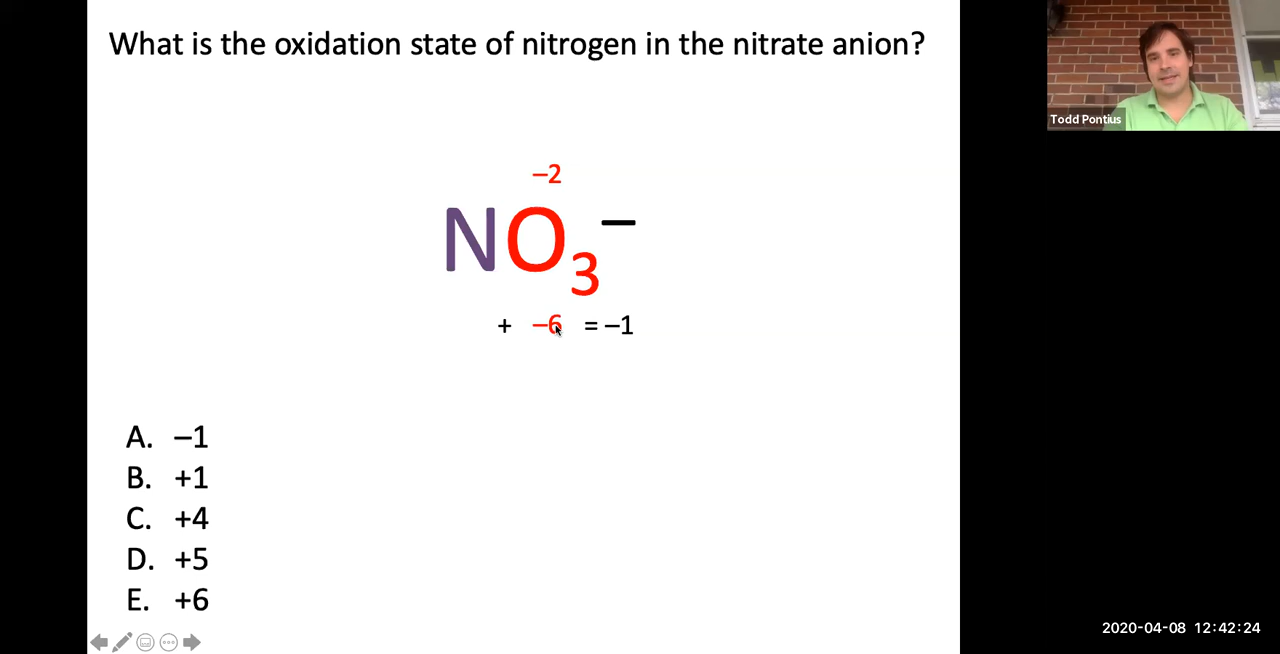 What is the oxidation state of nitrogen in the nitrate anion?
Todd Pontius
–2
NO3–
+ –6 = –1
A. –1
B. +1
C. +4
D. +5
E. +6
2020-04-08 12:42:24